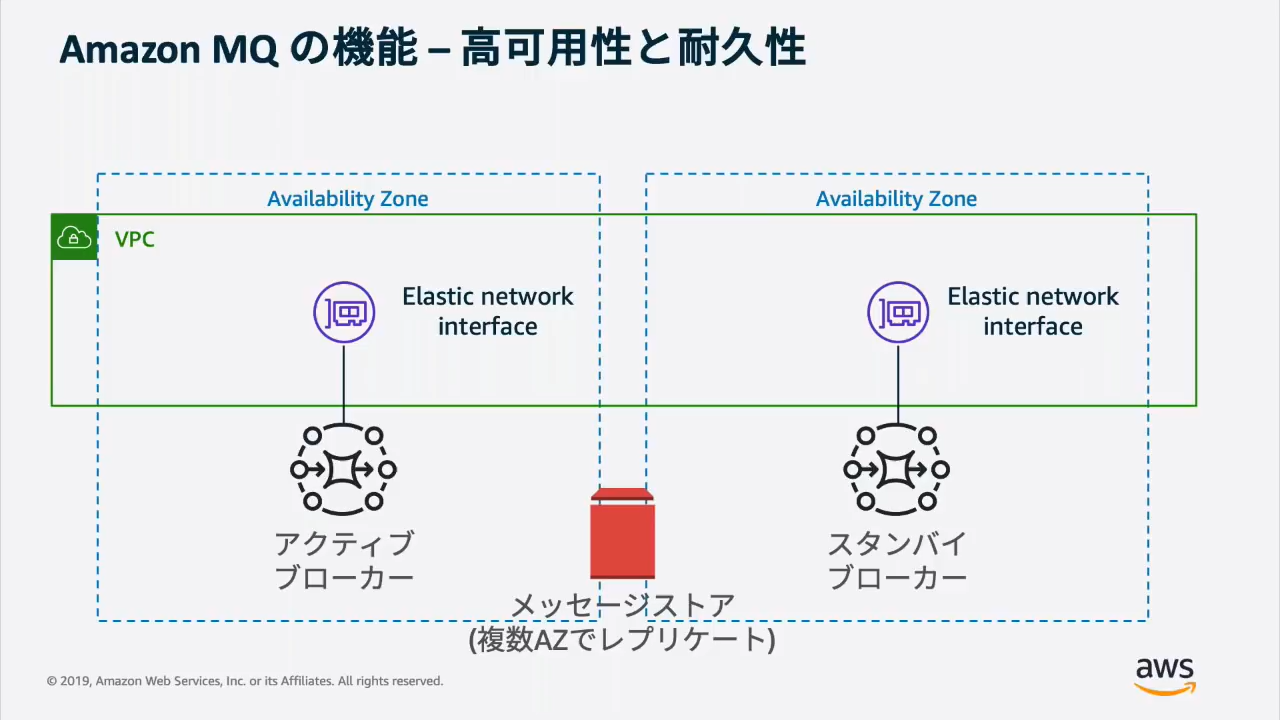 Amazon MQ の機能 – 高可用性と耐久性
Availability Zone
Availability Zone
VPC
Elastic network
interface
Elastic network
interface
アクティブ
ブローカー
スタンバイ
ブローカー
メッセージストア
(複数AZでレプリケート)
© 2019, Amazon Web Services, Inc. or its Affiliates. All rights reserved.
aws